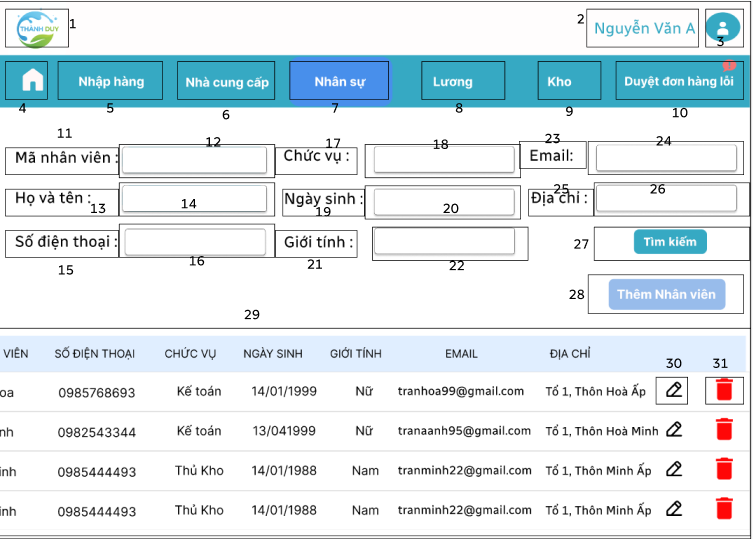 THÀNH DUY 1 2 Nguyễn Văn A 3
Nhập hàng Nhà cung cấp Nhân sự Lương Kho Duyệt đơn hàng lỗi
4 5 6 7 8 9 10
11 12 17 18 23 24
Mã nhân viên : Chức vụ : Email:
Họ và tên : Ngày sinh : Địa chỉ :
13 14 19 20 25 26
Số điện thoại : Giới tính : 27 Tìm kiếm
15 16 21 22
28 Thêm Nhân viên
29
VIÊN SỐ ĐIỆN THOẠI CHỨC VỤ NGÀY SINH GIỚI TÍNH EMAIL ĐỊA CHỈ
30 31
oa 0985768693 Kế toán 14/01/1999 Nữ tranhoa99@gmail.com Tổ 1, Thôn Hoà Ấp
nh 0982543344 Kế toán 13/041999 Nữ tranaanh95@gmail.com Tổ 1, Thôn Hoà Minh
inh 0985444493 Thủ Kho 14/01/1988 Nam tranminh22@gmail.com Tổ 1, Thôn Minh Ấp
inh 0985444493 Thủ Kho 14/01/1988 Nam tranminh22@gmail.com Tổ 1, Thôn Minh Ấp